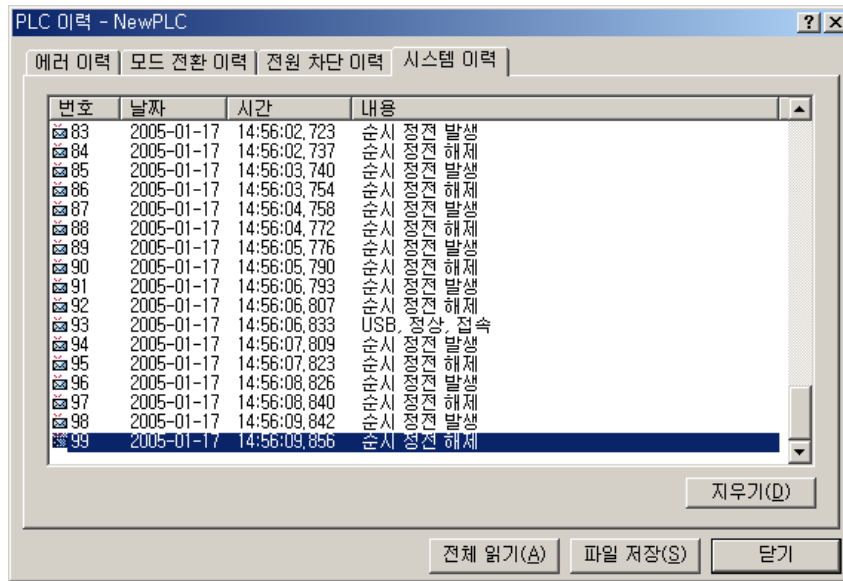 PLC 이력 - NewPLC
에러 이력 모드 전환 이력 전원 차단 이력 시스템 이력
번호 날짜 시간 내용
83 2005-01-17 14:56:02,723 순시 정전 발생
84 2005-01-17 14:56:02,737 순시 정전 해제
85 2005-01-17 14:56:03,740 순시 정전 발생
86 2005-01-17 14:56:03,754 순시 정전 해제
87 2005-01-17 14:56:04,758 순시 정전 발생
88 2005-01-17 14:56:04,772 순시 정전 해제
89 2005-01-17 14:56:05,776 순시 정전 발생
90 2005-01-17 14:56:05,790 순시 정전 해제
91 2005-01-17 14:56:06,793 순시 정전 발생
92 2005-01-17 14:56:06,807 순시 정전 해제
93 2005-01-17 14:56:06,833 USB, 정상, 접속
94 2005-01-17 14:56:07,809 순시 정전 발생
95 2005-01-17 14:56:07,823 순시 정전 해제
96 2005-01-17 14:56:08,826 순시 정전 발생
97 2005-01-17 14:56:08,840 순시 정전 해제
98 2005-01-17 14:56:09,842 순시 정전 발생
99 2005-01-17 14:56:09,856 순시 정전 해제
지우기(D)
전체 읽기(A) 파일 저장(S) 닫기